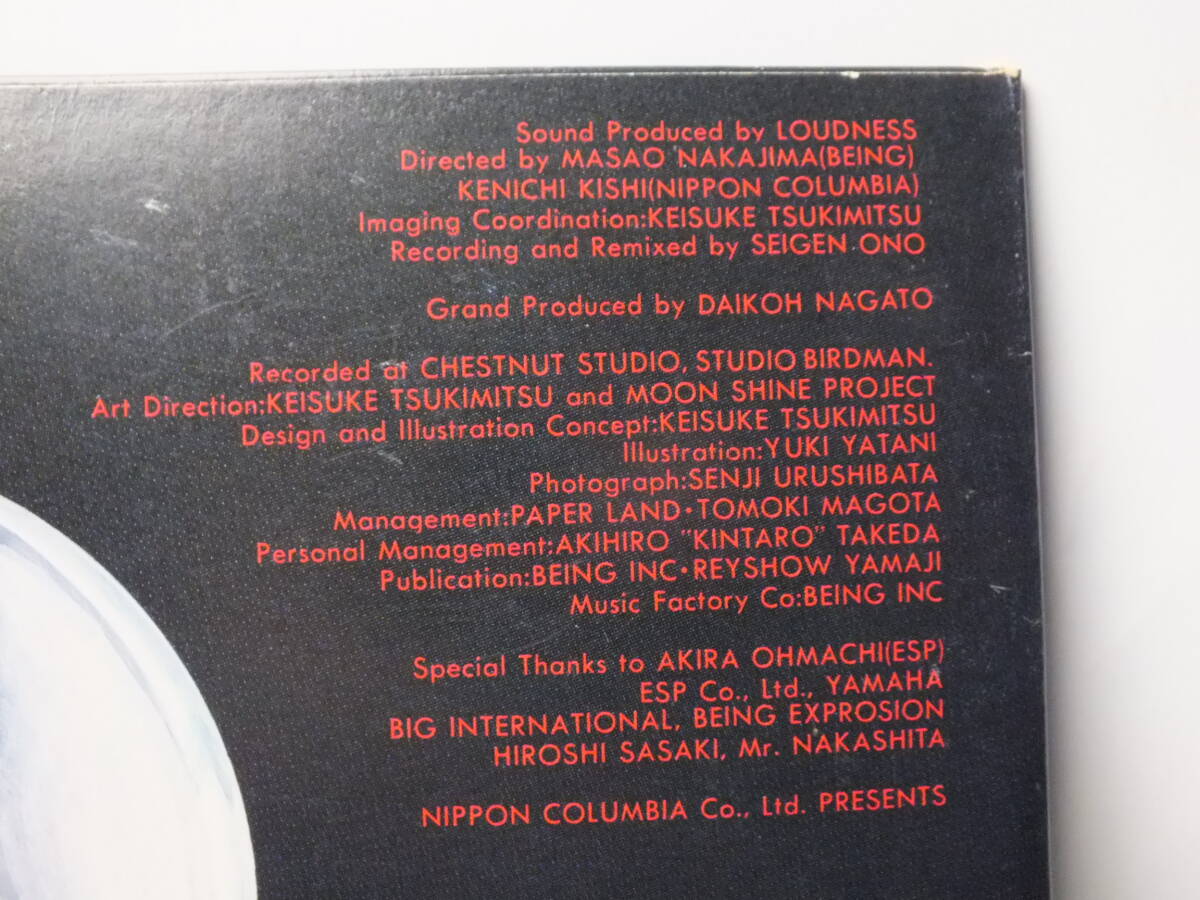 Sound Produced by LOUDNESS
Directed by MASAO NAKAJIMA(BEING)
KENICHI KISHI(NIPPON COLUMBIA)
Imaging Coordination:KEISUKE TSUKIMITSU
Recording and Remixed by SEIGEN ONO
Grand Produced by DAIKOH NAGATO
Recorded at CHESTNUT STUDIO, STUDIO BIRDMAN.
Art Direction:KEISUKE TSUKIMITSU and MOON SHINE PROJECT
Design and Illustration Concept:KEISUKE TSUKIMITSU
Illustration:YUKI YATANI
Photograph:SENJI URUSHIBATA
Management:PAPER LAND・TOMOKI MAGOTA
Personal Management:AKIHIRO "KINTARO" TAKEDA
Publication:BEING INC・REYSHOW YAMAJI
Music Factory Co:BEING INC
Special Thanks to AKIRA OHMACHI(ESP)
ESP Co., Ltd., YAMAHA
BIG INTERNATIONAL, BEING EXPROSION
HIROSHI SASAKI, Mr. NAKASHITA
NIPPON COLUMBIA Co., Ltd. PRESENTS